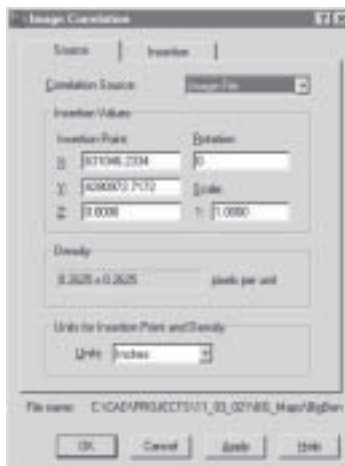 Image Correlation
Source Insertion
Correlation Source: Image File
Insertion Values
Insertion Point Rotation
X: 631046.2334 0
Y: Scale
Z: 0.0000 1: 1.0000
Density
0.2625 x 0.2625 pixels per unit
Units for Insertion Point and Density
Units Inches
File name:
OK Cancel Apply Help